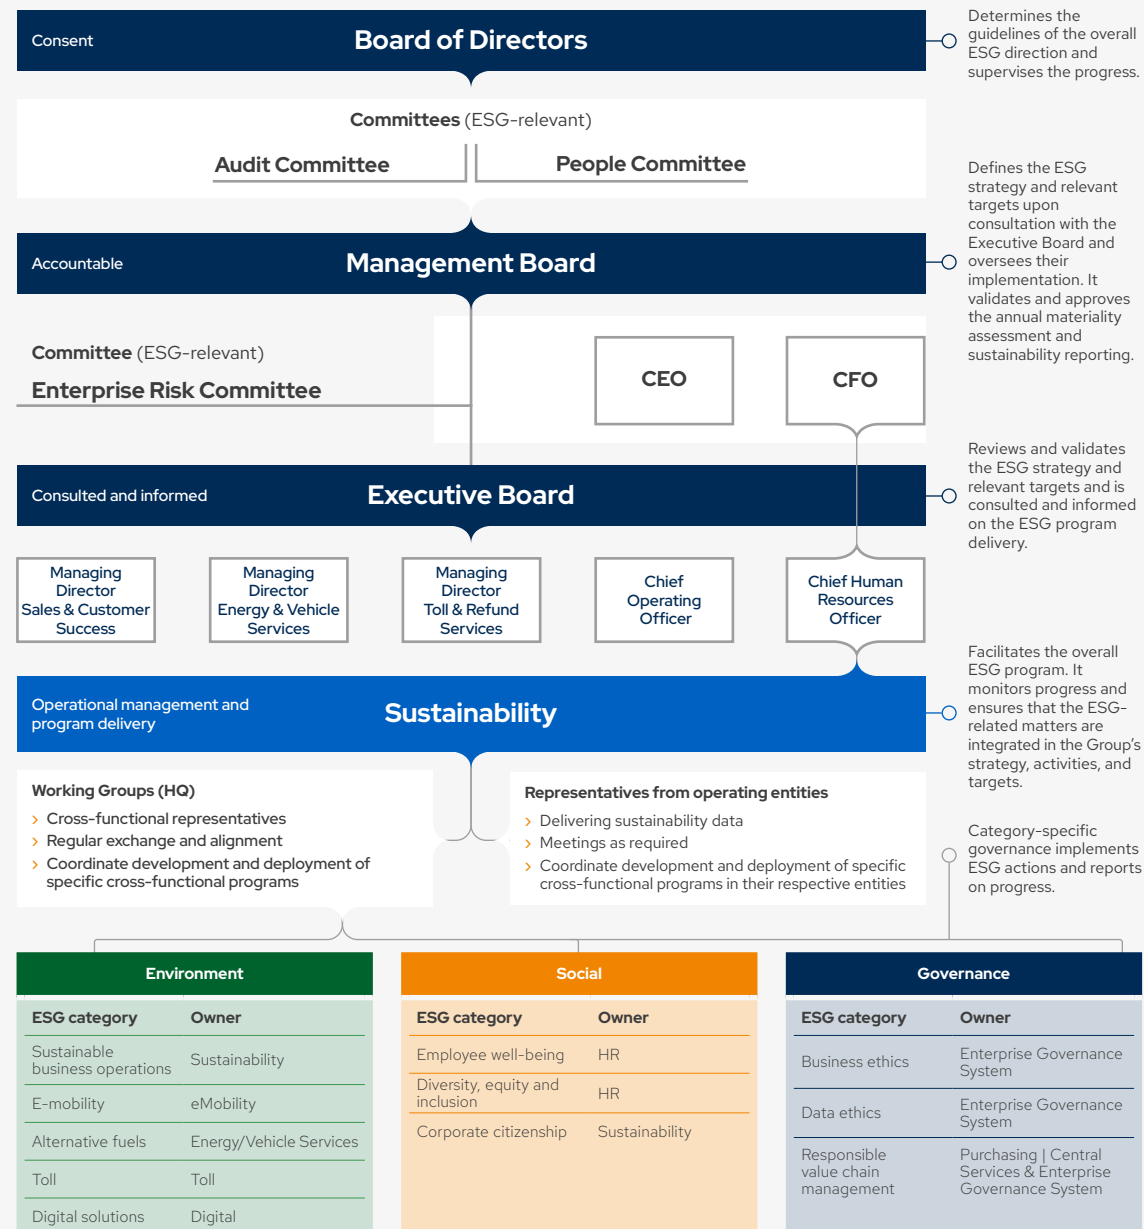 Consent
Board of Directors
Determines the
guidelines of the overall
ESG direction and
supervises the progress.
Committees (ESG-relevant)
Audit Committee
People Committee
Accountable
Management Board
Defines the ESG
strategy and relevant
targets upon
consultation with the
Executive Board and
oversees their
implementation. It
validates and approves
the annual materiality
assessment and
sustainability reporting.
Committee (ESG-relevant)
Enterprise Risk Committee
CEO
CFO
Consulted and informed
Executive Board
Reviews and validates
the ESG strategy and
relevant targets and is
consulted and informed
on the ESG program
delivery.
Managing
Director
Sales & Customer
Success
Managing
Director
Energy & Vehicle
Services
Managing
Director
Toll & Refund
Services
Chief
Operating
Officer
Chief Human
Resources
Officer
Operational management and
program delivery
Sustainability
Facilitates the overall
ESG program. It
monitors progress and
ensures that the ESG-
related matters are
integrated in the Group's
strategy, activities, and
targets.
Working Groups (HQ)
› Cross-functional representatives
› Regular exchange and alignment
› Coordinate development and deployment of
specific cross-functional programs
Representatives from operating entities
› Delivering sustainability data
› Meetings as required
› Coordinate development and deployment of specific
cross-functional programs in their respective entities
Category-specific
governance implements
ESG actions and reports
on progress.
Environment
ESG category Owner
Sustainable
business operations Sustainability
E-mobility eMobility
Alternative fuels Energy/Vehicle Services
Toll Toll
Digital solutions Digital
Social
ESG category Owner
Employee well-being HR
Diversity, equity and
inclusion HR
Corporate citizenship Sustainability
Governance
ESG category Owner
Business ethics Enterprise Governance
System
Data ethics Enterprise Governance
System
Responsible Purchasing | Central
value chain Services & Enterprise
management Governance System